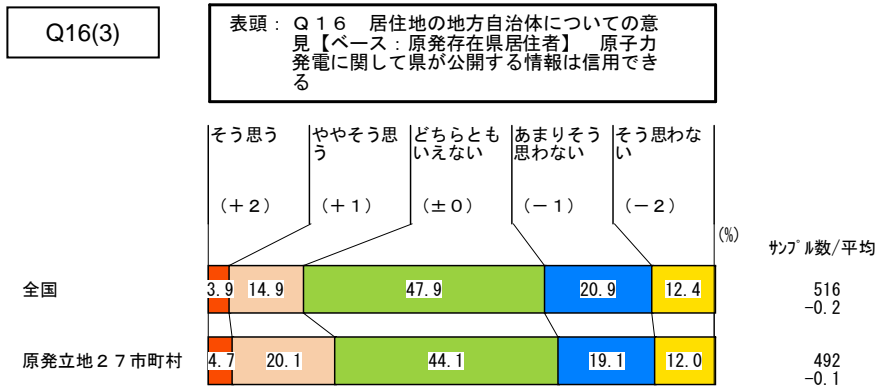 Q16(3)
表頭： Ｑ１６　居住地の地方自治体についての意
見【ベース：原発存在県居住者】　原子力
発電に関して県が公開する情報は信用でき
る
そう思う ややそう思 どちらとも あまりそう そう思わな
う いえない 思わない い
（＋２） （＋１） （±０） （－１） （－２）
(%)
ｻﾝﾌﾟﾙ数/平均
全国 3.9 14.9 47.9 20.9 12.4 516
-0.2
原発立地２７市町村 4.7 20.1 44.1 19.1 12.0 492
-0.1